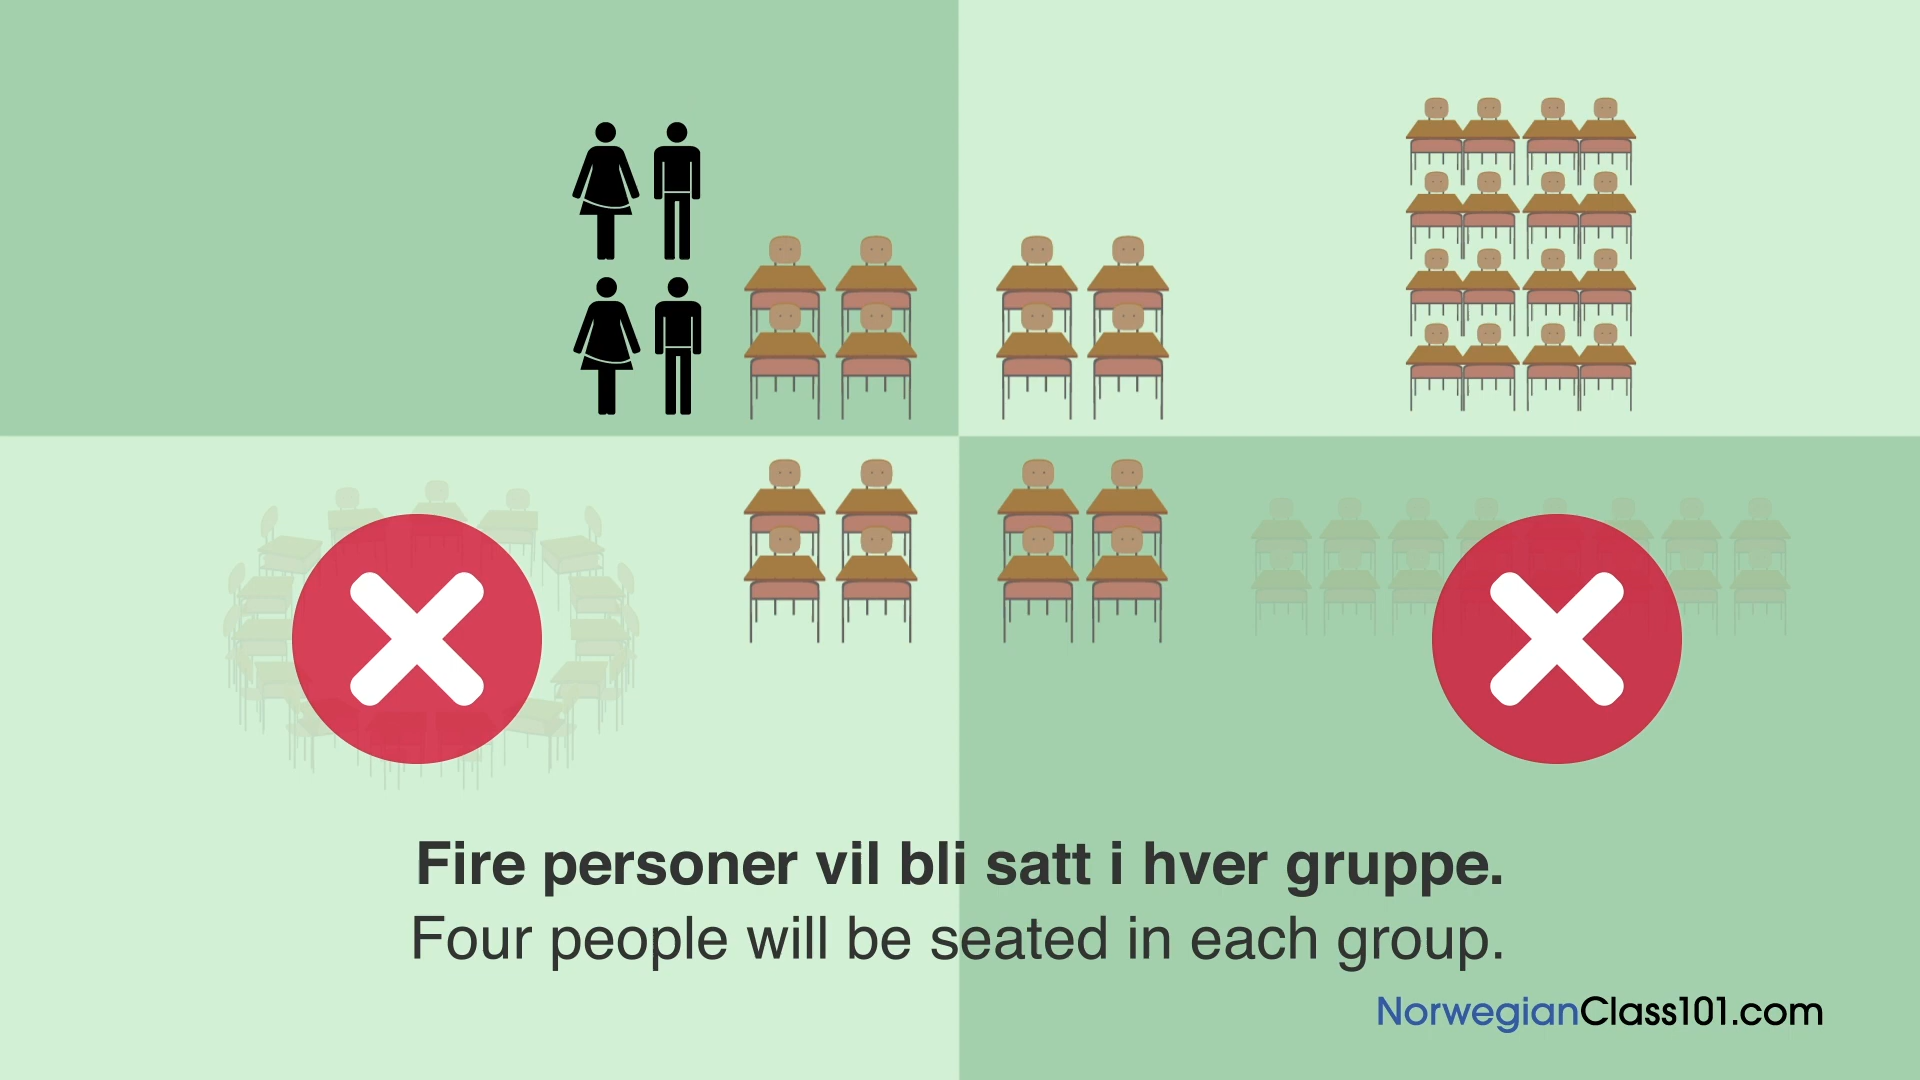 Fire personer vil bli satt i hver gruppe.
Four people will be seated in each group.
NorwegianClass101.com